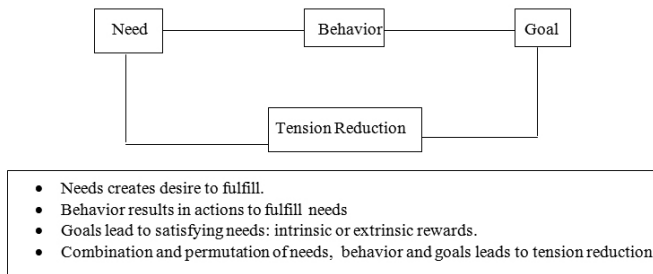 Need Behavior Goal
Tension Reduction
• Needs creates desire to fulfill.
• Behavior results in actions to fulfill needs
• Goals lead to satisfying needs: intrinsic or extrinsic rewards.
• Combination and permutation of needs, behavior and goals leads to tension reduction